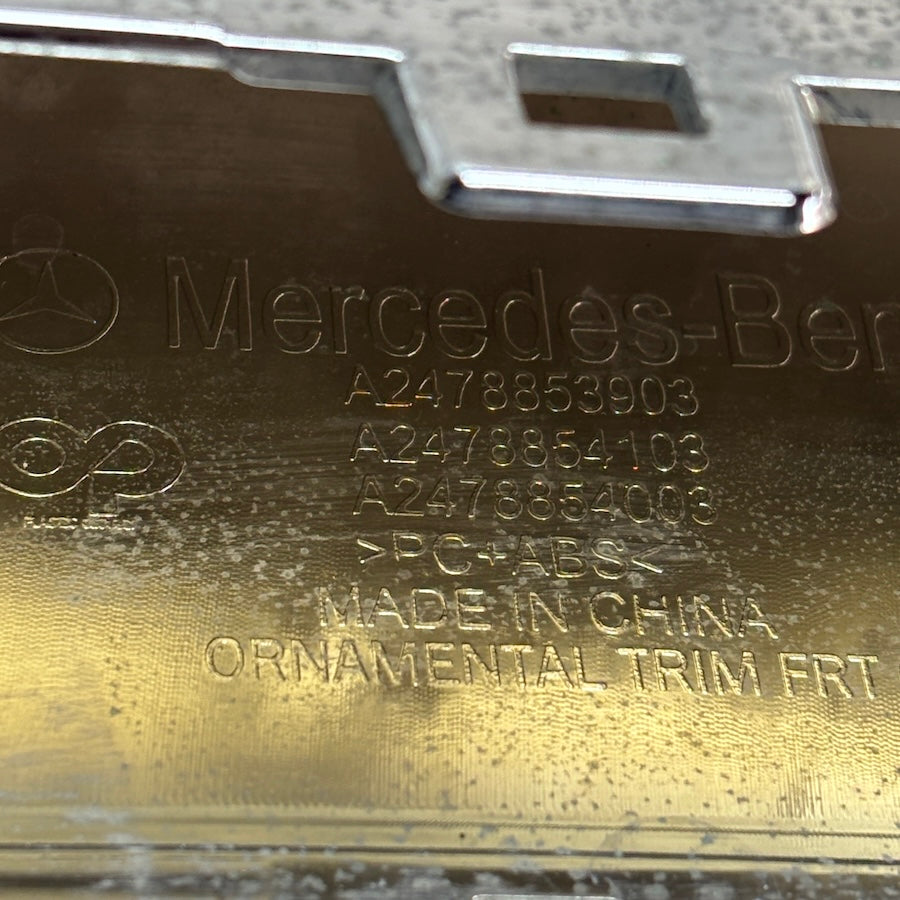 Mercedes-Ben
A2478853903
A2478854103
A2478854003
>PC+ABS<
MADE IN CHINA
ORNAMENTAL TRIM FRT